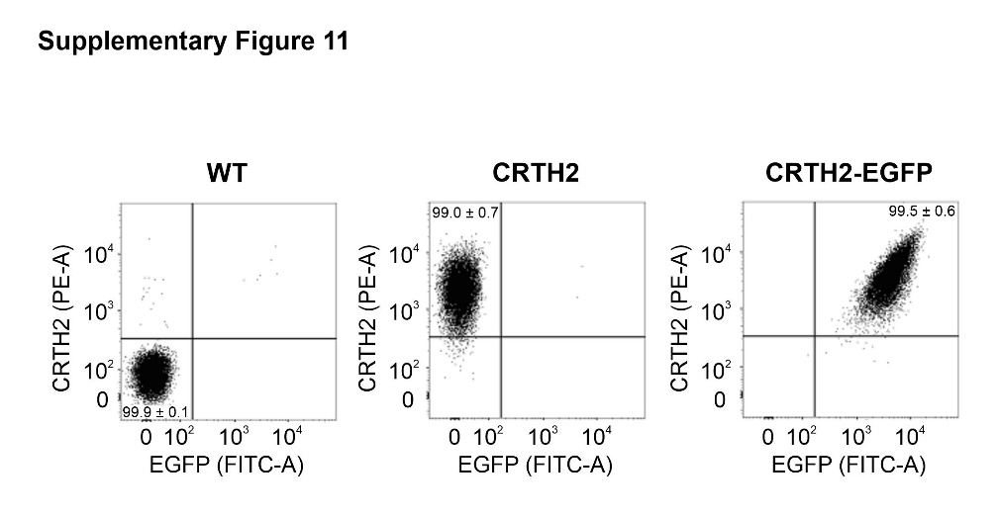 Supplementary Figure 11
WT
CRTH2 (PE-A)
10⁴
10³
10²
0
99.9 ± 0.1
0 10² 10³ 10⁴
EGFP (FITC-A)
CRTH2
99.0 ± 0.7
CRTH2 (PE-A)
10⁴
10³
10²
0
0 10² 10³ 10⁴
EGFP (FITC-A)
CRTH2-EGFP
99.5 ± 0.6
CRTH2 (PE-A)
10⁴
10³
10²
0
0 10² 10³ 10⁴
EGFP (FITC-A)